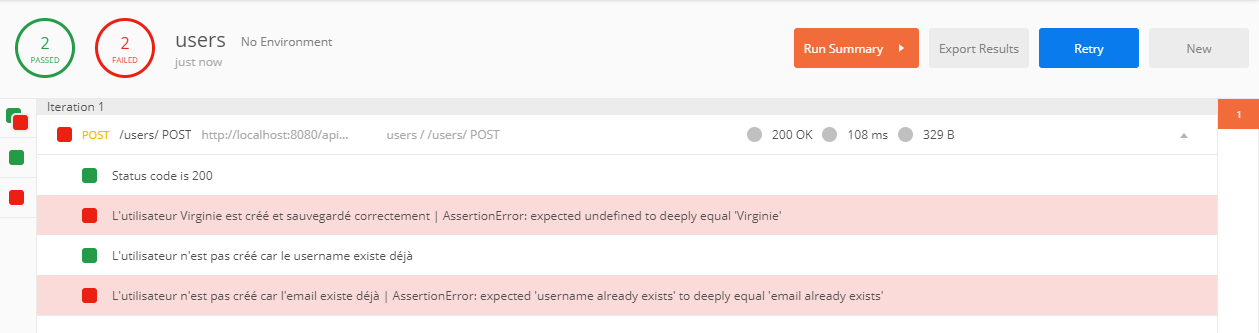 2 PASSED
2 FAILED
users No Environment
just now
Run Summary
Export Results
Retry
New
Iteration 1
1
POST /users/ POST http://localhost:8080/api... users / /users/ POST 200 OK 108 ms 329 B
Status code is 200
L'utilisateur Virginie est créé et sauvegardé correctement | AssertionError: expected undefined to deeply equal 'Virginie'
L'utilisateur n'est pas créé car le username existe déjà
L'utilisateur n'est pas créé car l'email existe déjà | AssertionError: expected 'username already exists' to deeply equal 'email already exists'